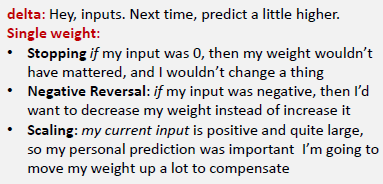 delta: Hey, inputs. Next time, predict a little higher.
Single weight:
• Stopping if my input was 0, then my weight wouldn't
have mattered, and I wouldn't change a thing
• Negative Reversal: if my input was negative, then I'd
want to decrease my weight instead of increase it
• Scaling: my current input is positive and quite large,
so my personal prediction was important  I'm going to
move my weight up a lot to compensate